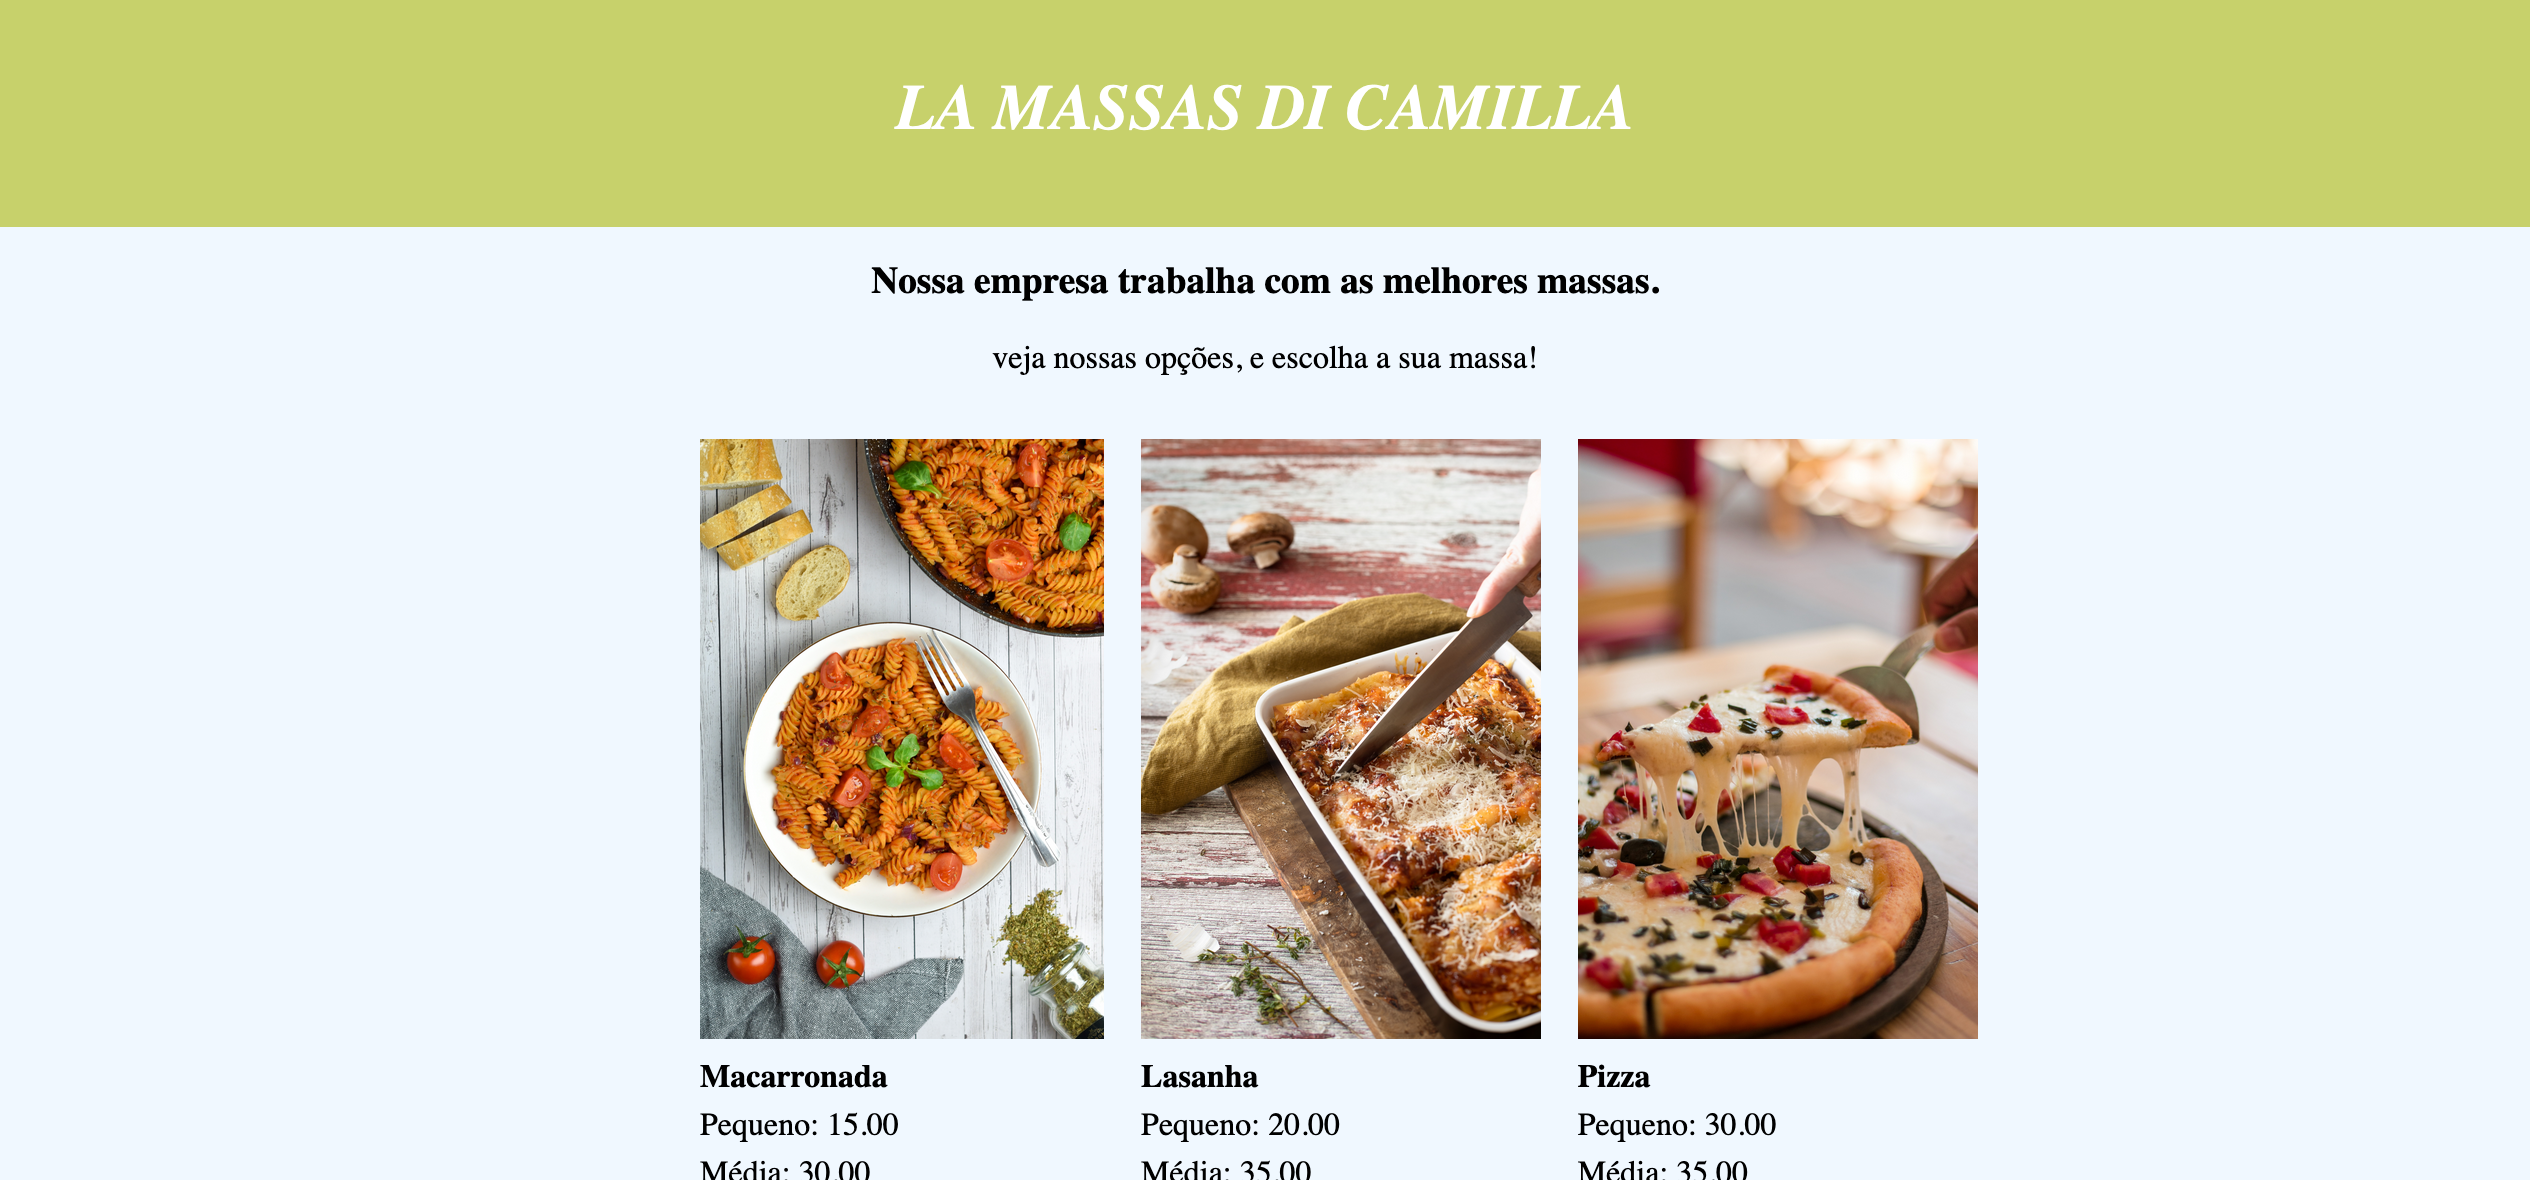 LA MASSAS DI CAMILLA
Nossa empresa trabalha com as melhores massas.
veja nossas opções, e escolha a sua massa!
Macarronada
Pequeno: 15.00
Média: 30.00
Lasanha
Pequeno: 20.00
Média: 35.00
Pizza
Pequeno: 30.00
Média: 35.00